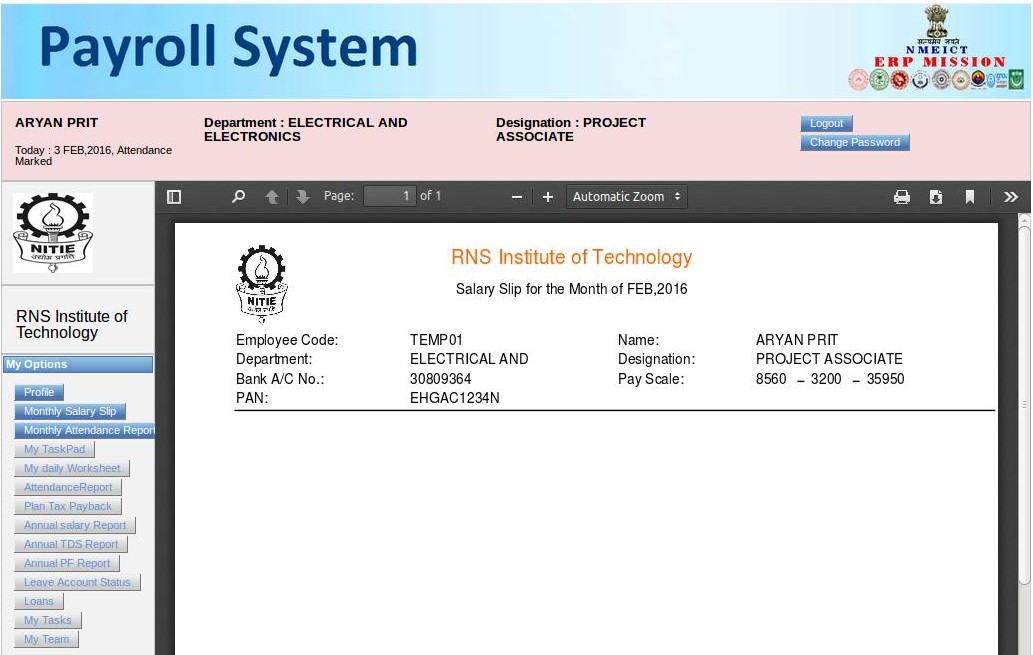 Payroll System
सत्यमेव जयते
NMEICT
ERP MISSION
ARYAN PRIT
Today : 3 FEB,2016, Attendance
Marked
Department : ELECTRICAL AND
ELECTRONICS
Designation : PROJECT
ASSOCIATE
Logout
Change Password
NITIE
उद्योम प्रगति
RNS Institute of
Technology
My Options
Profile
Monthly Salary Slip
Monthly Attendance Report
My TaskPad
My daily Worksheet
AttendanceReport
Plan Tax Payback
Annual salary Report
Annual TDS Report
Annual PF Report
Leave Account Status
Loans
My Tasks
My Team
Page: 1 of 1
Automatic Zoom
NITIE
RNS Institute of Technology
Salary Slip for the Month of FEB,2016
Employee Code: TEMP01 Name: ARYAN PRIT
Department: ELECTRICAL AND Designation: PROJECT ASSOCIATE
Bank A/C No.: 30809364 Pay Scale: 8560 – 3200 – 35950
PAN: EHGAC1234N